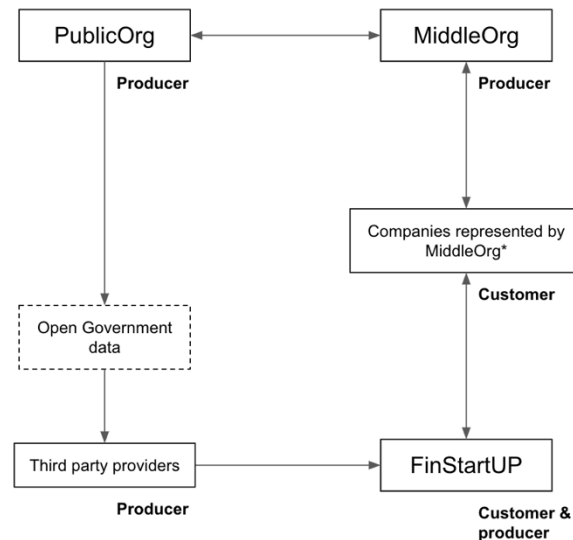 PublicOrg
MiddleOrg
Producer
Producer
Companies represented by
MiddleOrg*
Customer
Open Government
data
Third party providers
FinStartUP
Producer
Customer &
producer